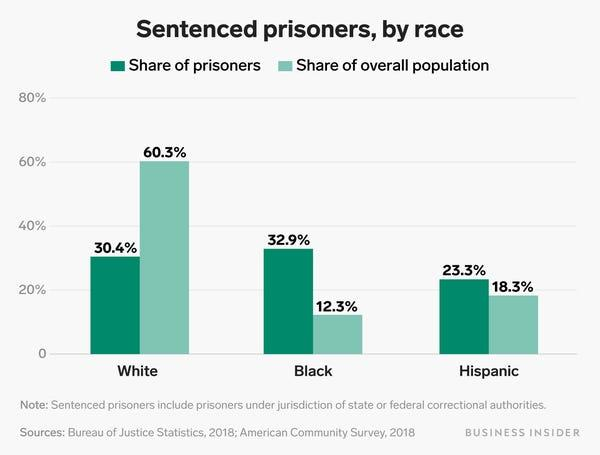 Sentenced prisoners, by race
Share of prisoners Share of overall population
80%
60%
40%
20%
0
30.4%
60.3%
32.9%
12.3%
23.3%
18.3%
White Black Hispanic
Note: Sentenced prisoners include prisoners under jurisdiction of state or federal correctional authorities.
Sources: Bureau of Justice Statistics, 2018; American Community Survey, 2018
BUSINESS INSIDER